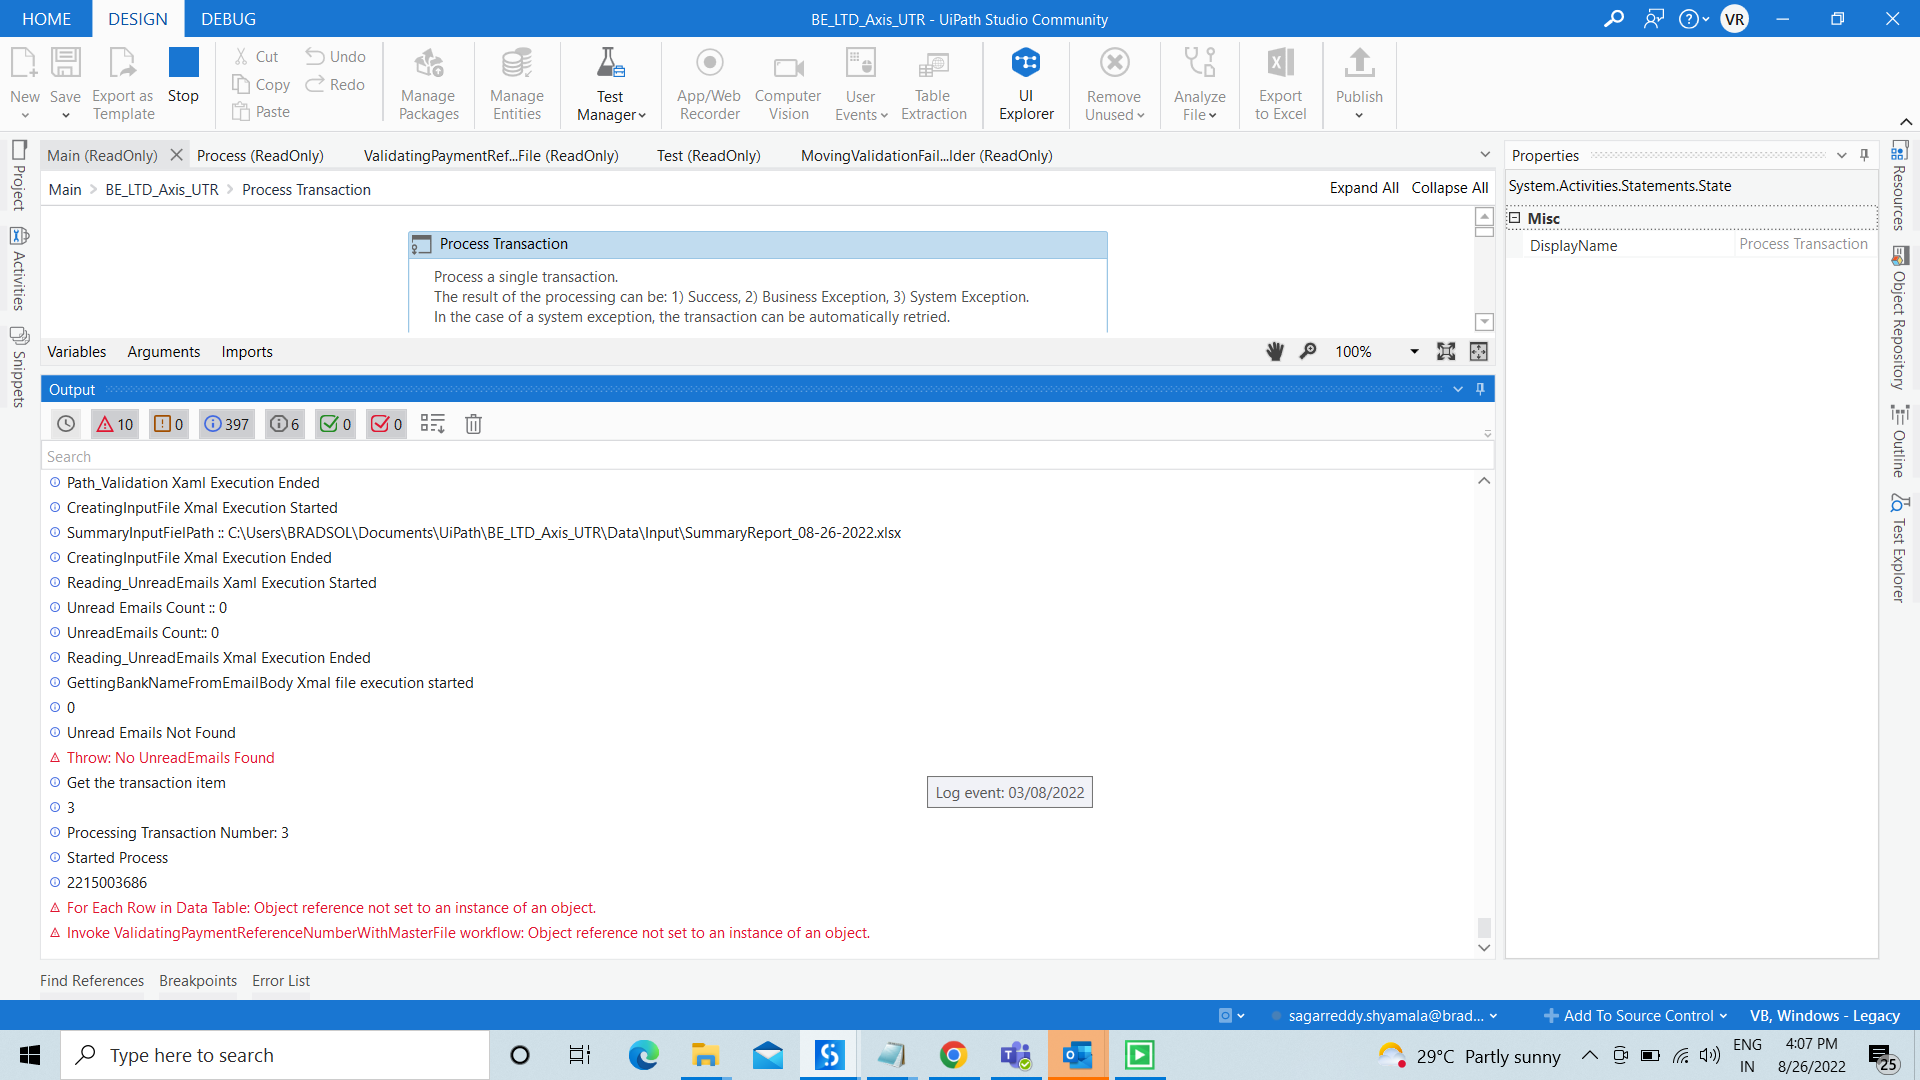 HOME DESIGN DEBUG
BE_LTD_Axis_UTR - UiPath Studio Community
VR
New
Save
Export as Template
Stop
Cut
Copy
Paste
Undo
Redo
Manage Packages
Manage Entities
Test Manager
App/Web Recorder
Computer Vision
User Events
Table Extraction
UI Explorer
Remove Unused
Analyze File
Export to Excel
Publish
Project
Activities
Snippets
Main (ReadOnly) Process (ReadOnly) ValidatingPaymentRef...File (ReadOnly) Test (ReadOnly) MovingValidationFail...lder (ReadOnly)
Main BE_LTD_Axis_UTR Process Transaction
Expand All Collapse All
Process Transaction
Process a single transaction.
The result of the processing can be: 1) Success, 2) Business Exception, 3) System Exception.
In the case of a system exception, the transaction can be automatically retried.
Variables Arguments Imports
100%
Output
10 0 397 6 0 0
Search
Path_Validation Xaml Execution Ended
CreatingInputFile Xmal Execution Started
SummaryInputFielPath :: C:\Users\BRADSOL\Documents\UiPath\BE_LTD_Axis_UTR\Data\Input\SummaryReport_08-26-2022.xlsx
CreatingInputFile Xmal Execution Ended
Reading_UnreadEmails Xaml Execution Started
Unread Emails Count :: 0
UnreadEmails Count:: 0
Reading_UnreadEmails Xmal Execution Ended
GettingBankNameFromEmailBody Xmal file execution started
0
Unread Emails Not Found
Throw: No UnreadEmails Found
Get the transaction item
3
Processing Transaction Number: 3
Started Process
2215003686
For Each Row in Data Table: Object reference not set to an instance of an object.
Invoke ValidatingPaymentReferenceNumberWithMasterFile workflow: Object reference not set to an instance of an object.
Log event: 03/08/2022
Find References Breakpoints Error List
Properties
System.Activities.Statements.State
Misc
DisplayName Process Transaction
Resources
Object Repository
Outline
Test Explorer
sagarreddy.shyamala@brad... Add To Source Control VB, Windows - Legacy
Type here to search
29°C Partly sunny
ENG
IN
4:07 PM
8/26/2022
25